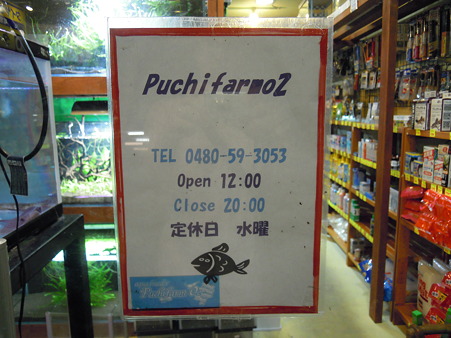 Puchifarmo2
TEL 0480-59-3053
Open 12:00
Close 20:00
定休日 水曜